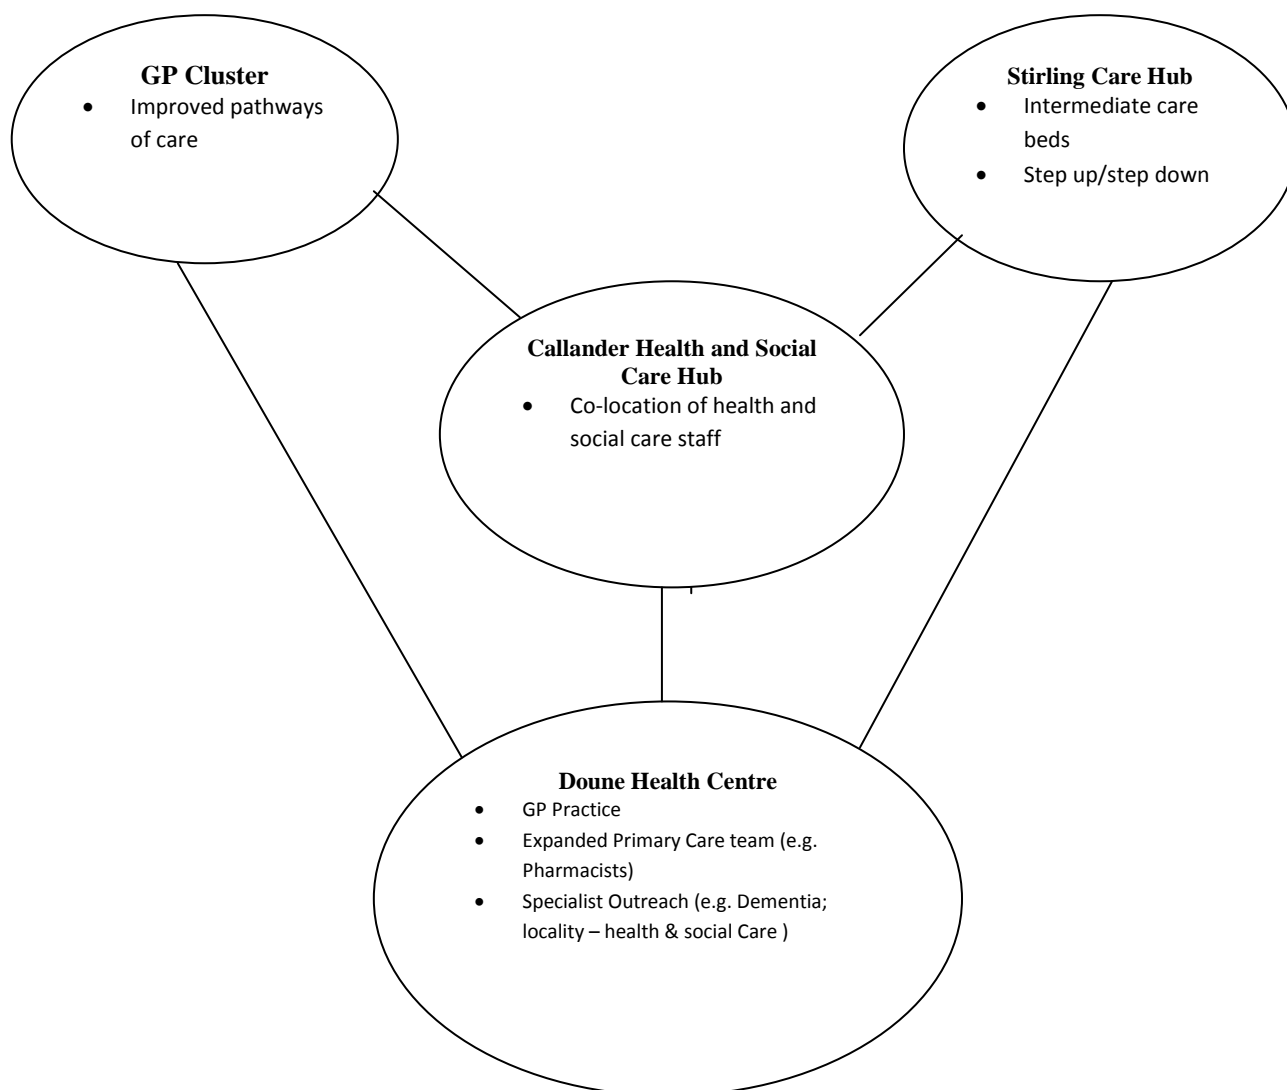 GP Cluster
• Improved pathways
of care
Stirling Care Hub
• Intermediate care
beds
• Step up/step down
Callander Health and Social
Care Hub
• Co-location of health and
social care staff
Doune Health Centre
• GP Practice
• Expanded Primary Care team (e.g.
Pharmacists)
• Specialist Outreach (e.g. Dementia;
locality – health & social Care )